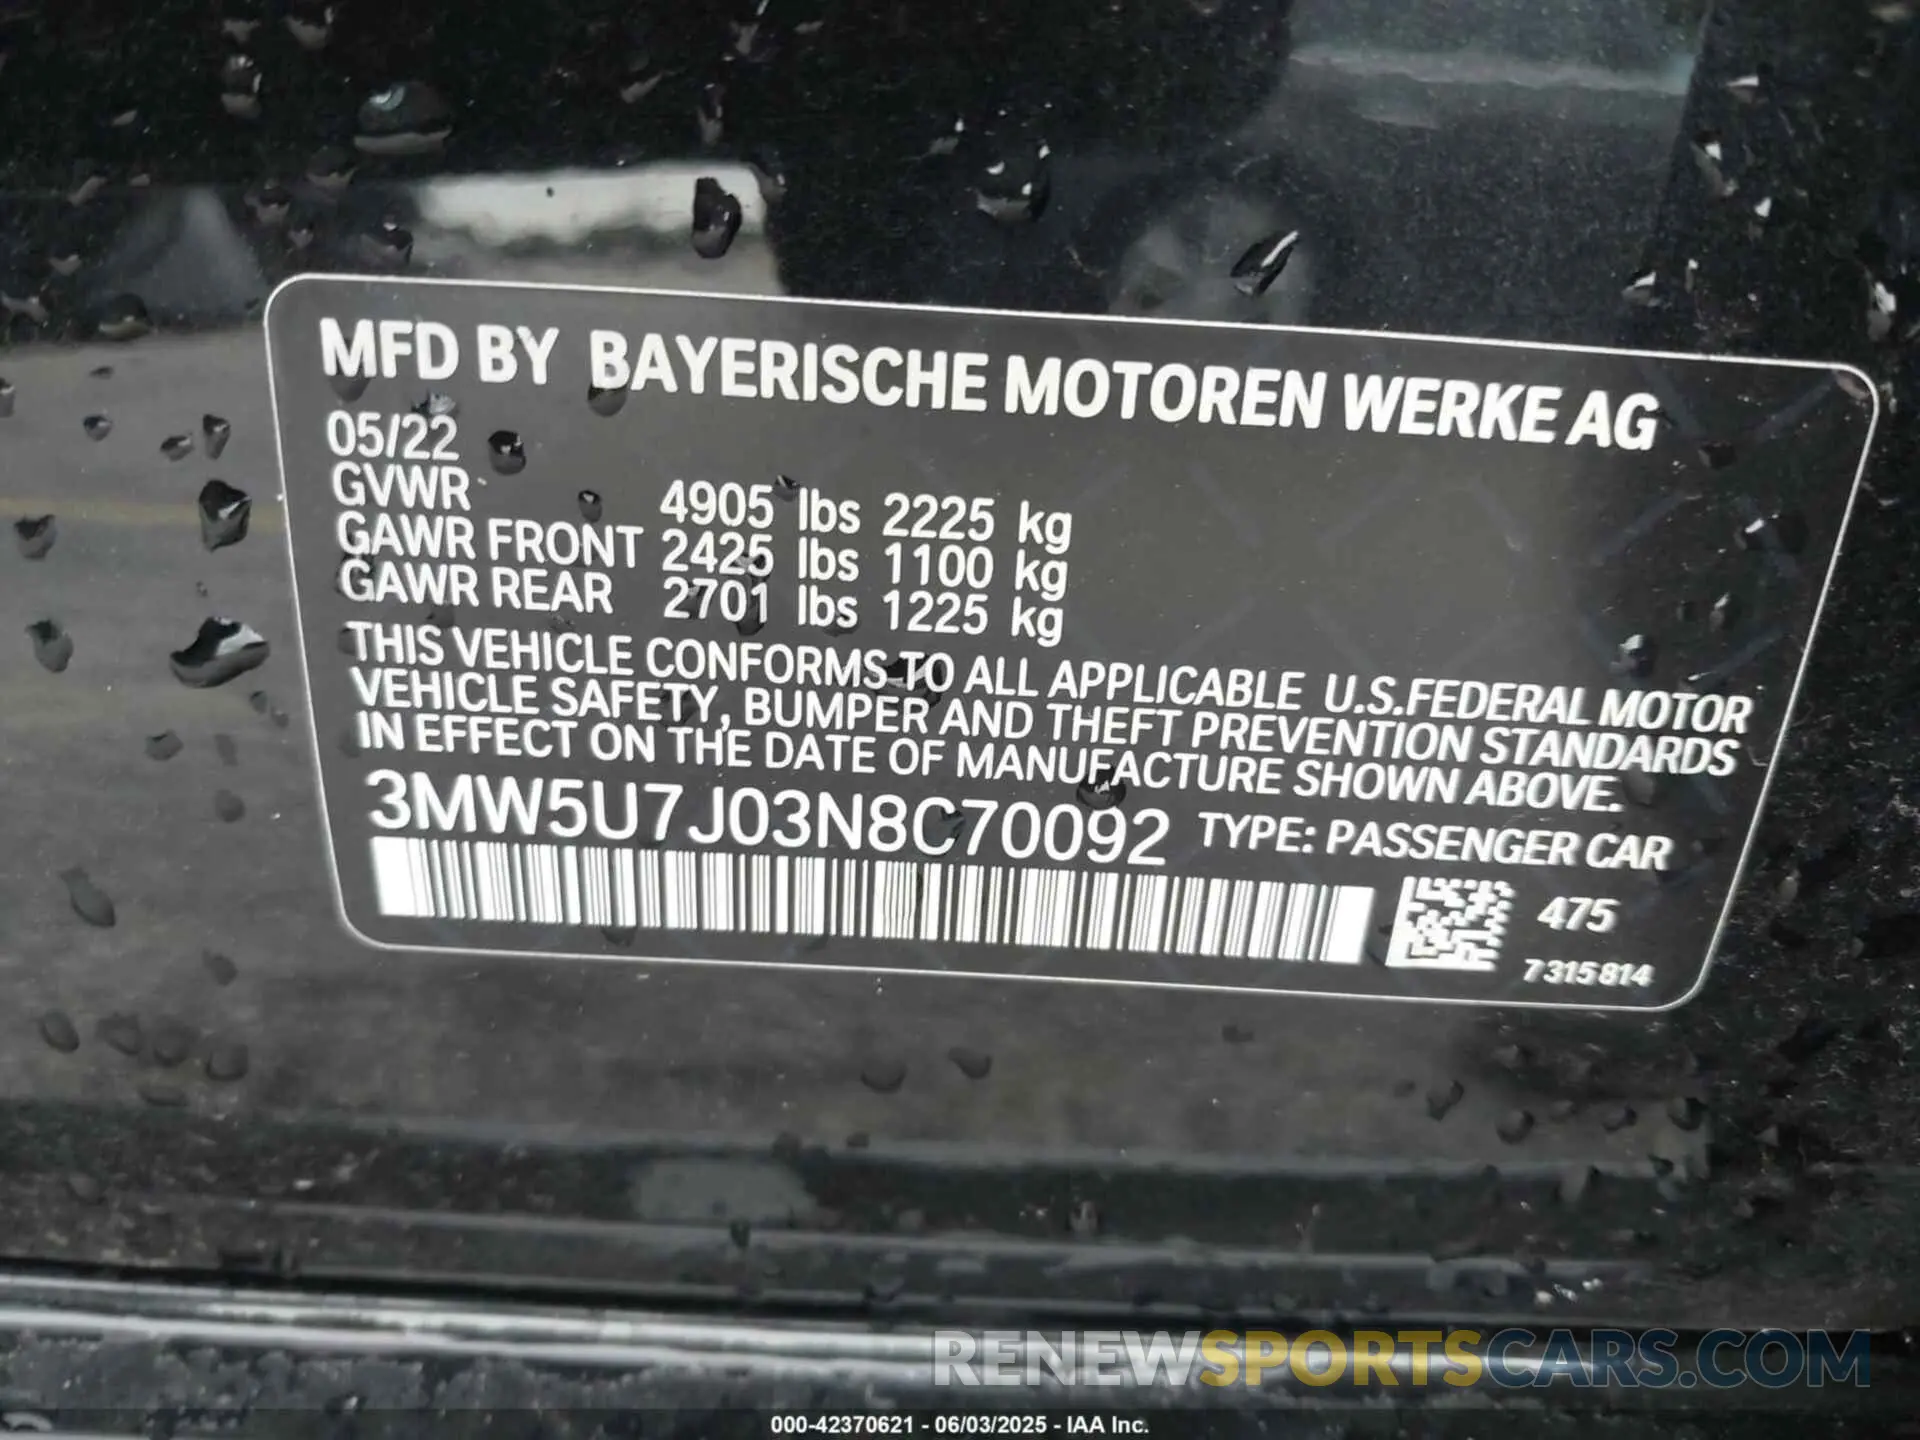 MFD BY BAYERISCHE MOTOREN WERKE AG
05/22
GVWR 4905 lbs 2225 kg
GAWR FRONT 2425 lbs 1100 kg
GAWR REAR 2701 lbs 1225 kg
THIS VEHICLE CONFORMS TO ALL APPLICABLE U.S.FEDERAL MOTOR
VEHICLE SAFETY, BUMPER AND THEFT PREVENTION STANDARDS
IN EFFECT ON THE DATE OF MANUFACTURE SHOWN ABOVE.
3MW5U7J03N8C70092 TYPE: PASSENGER CAR
475
7315814
RENEWSPORTSCARS.COM
000-42370621 - 06/03/2025 - IAA Inc.